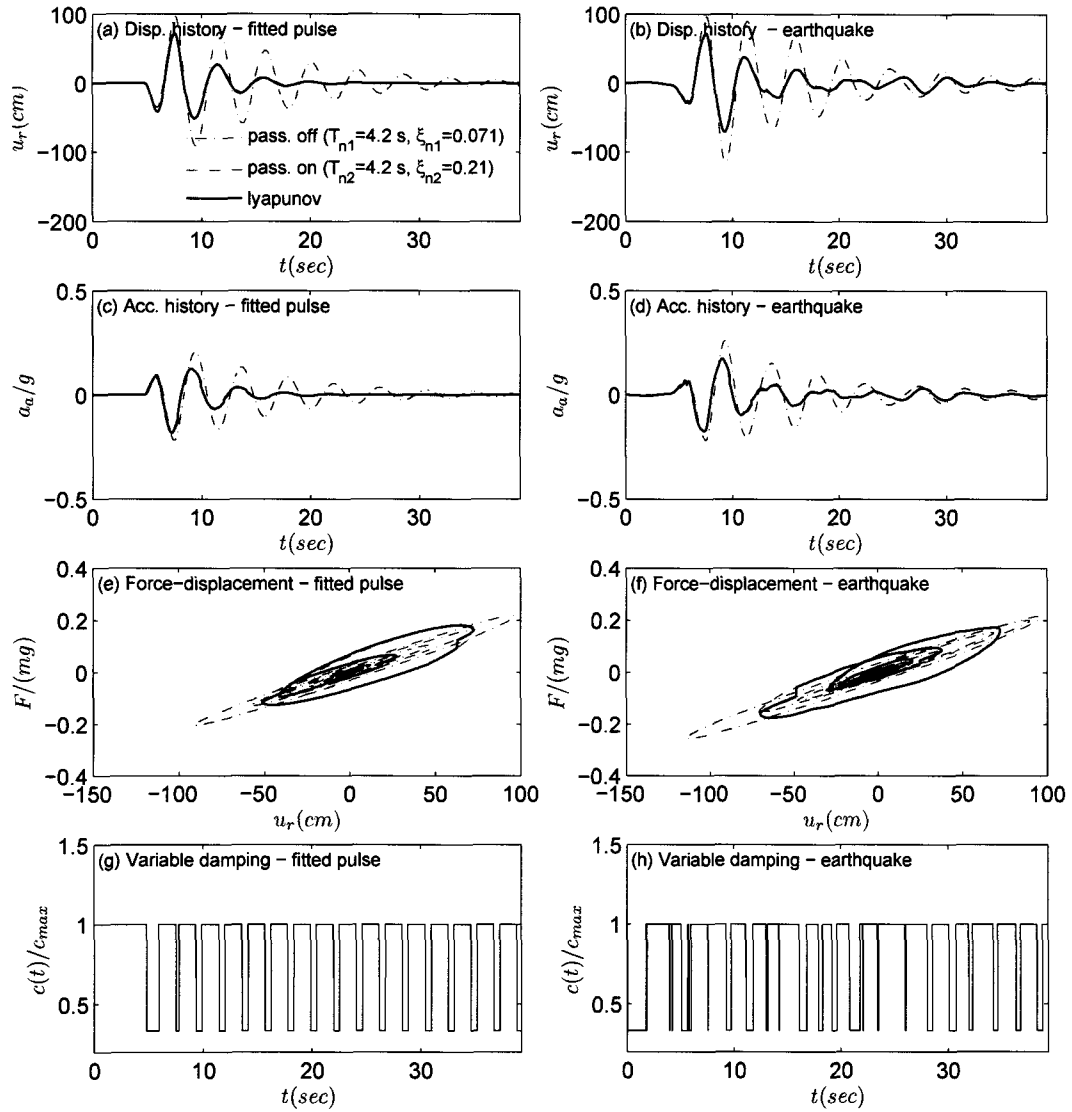 (a) Disp. history – fitted pulse
100
0
−100
−200
u_r(cm)
pass. off (T_n1=4.2 s, ξ_n1=0.071)
pass. on (T_n2=4.2 s, ξ_n2=0.21)
lyapunov
0 10 20 30
t(sec)
(b) Disp. history – earthquake
100
0
−100
−200
u_r(cm)
0 10 20 30
t(sec)
(c) Acc. history – fitted pulse
0.5
0
−0.5
a_a/g
0 10 20 30
t(sec)
(d) Acc. history – earthquake
0.5
0
−0.5
a_a/g
0 10 20 30
t(sec)
(e) Force−displacement – fitted pulse
0.4
0.2
0
−0.2
−0.4
F/(mg)
−150 −100 −50 0 50 100
u_r(cm)
(f) Force−displacement – earthquake
0.4
0.2
0
−0.2
−0.4
F/(mg)
−150 −100 −50 0 50 100
u_r(cm)
(g) Variable damping – fitted pulse
1.5
1
0.5
c(t)/c_max
0 10 20 30
t(sec)
(h) Variable damping – earthquake
1.5
1
0.5
c(t)/c_max
0 10 20 30
t(sec)